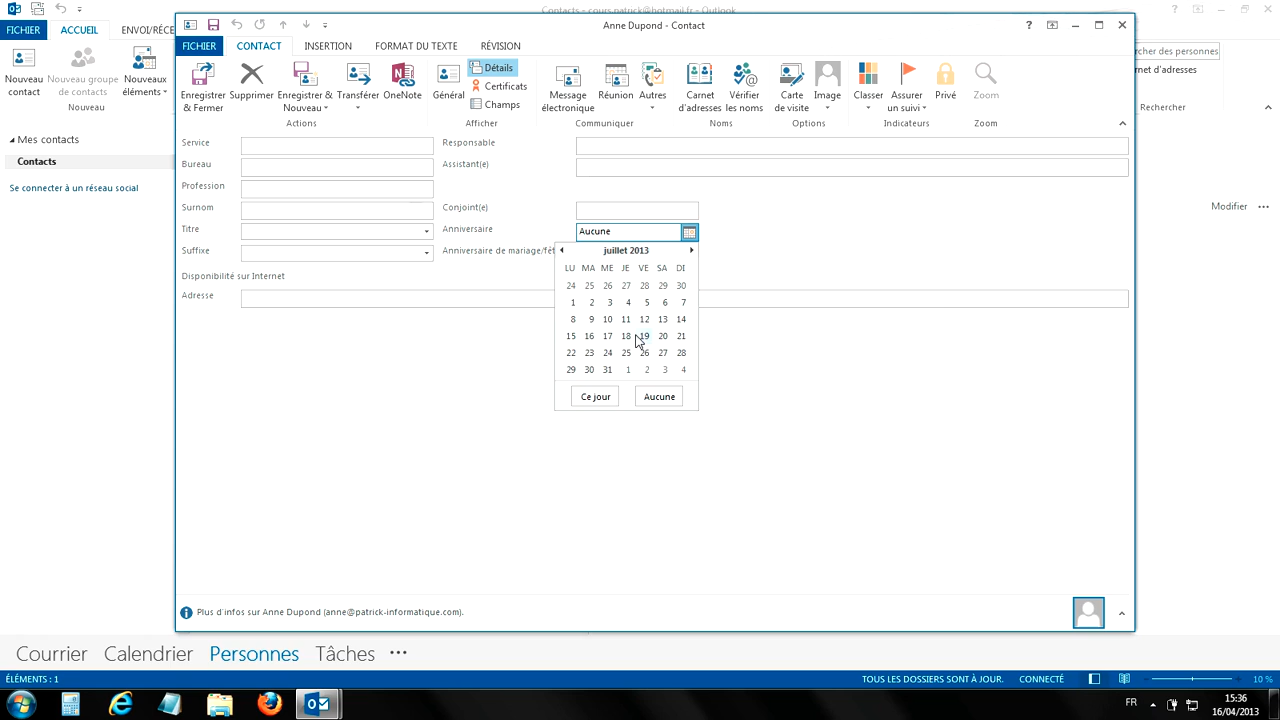 Contacts - cours.patrick@hotmail.fr - Outlook
FICHIER ACCUEIL ENVOI/RÉCE
Nouveau contact
Nouveau groupe de contacts
Nouveaux éléments
Nouveau
Mes contacts
Contacts
Se connecter à un réseau social
Anne Dupond - Contact
FICHIER CONTACT INSERTION FORMAT DU TEXTE RÉVISION
Enregistrer & Fermer
Supprimer
Enregistrer & Nouveau
Transférer
OneNote
Actions
Général
Détails
Certificats
Champs
Afficher
Message électronique
Réunion
Autres
Communiquer
Carnet d'adresses
Vérifier les noms
Noms
Carte de visite
Image
Options
Classer
Assurer un suivi
Privé
Indicateurs
Zoom
Zoom
cher des personnes
rnet d'adresses
Rechercher
Modifier
Service
Responsable
Bureau
Assistant(e)
Profession
Surnom
Conjoint(e)
Titre
Anniversaire
Aucune
Suffixe
Anniversaire de mariage/fêt
Disponibilité sur Internet
Adresse
juillet 2013
LU MA ME JE VE SA DI
24 25 26 27 28 29 30
1 2 3 4 5 6 7
8 9 10 11 12 13 14
15 16 17 18 19 20 21
22 23 24 25 26 27 28
29 30 31 1 2 3 4
Ce jour Aucune
Plus d'infos sur Anne Dupond (anne@patrick-informatique.com).
Courrier Calendrier Personnes Tâches
ÉLÉMENTS : 1
TOUS LES DOSSIERS SONT À JOUR. CONNECTÉ
10 %
FR
15:36
16/04/2013